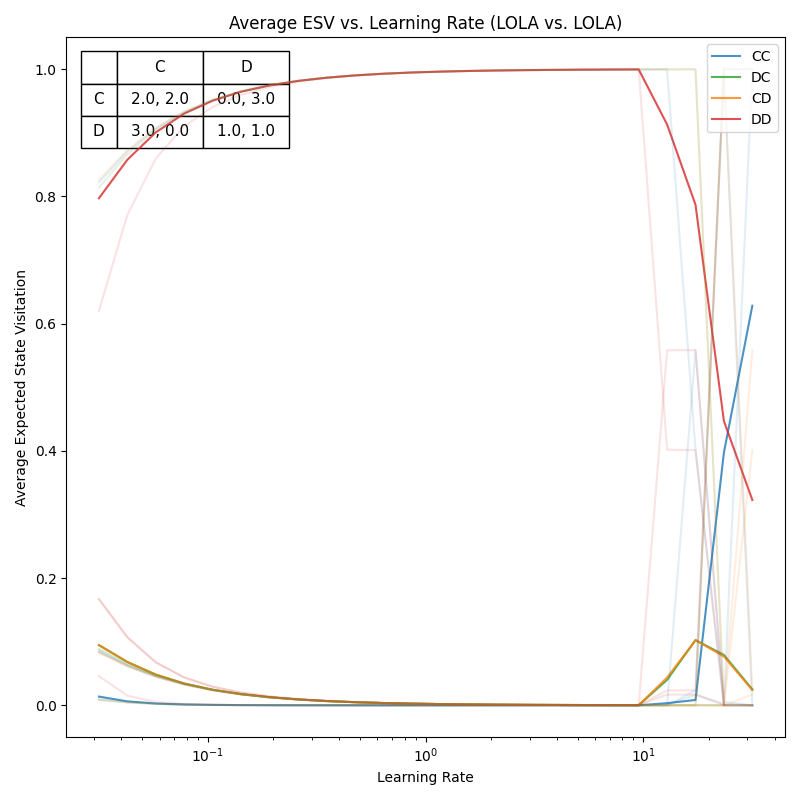 Average ESV vs. Learning Rate (LOLA vs. LOLA)
C D
C 2.0, 2.0 0.0, 3.0
D 3.0, 0.0 1.0, 1.0
CC
DC
CD
DD
1.0
0.8
0.6
0.4
0.2
0.0
Average Expected State Visitation
10⁻¹ 10⁰ 10¹
Learning Rate